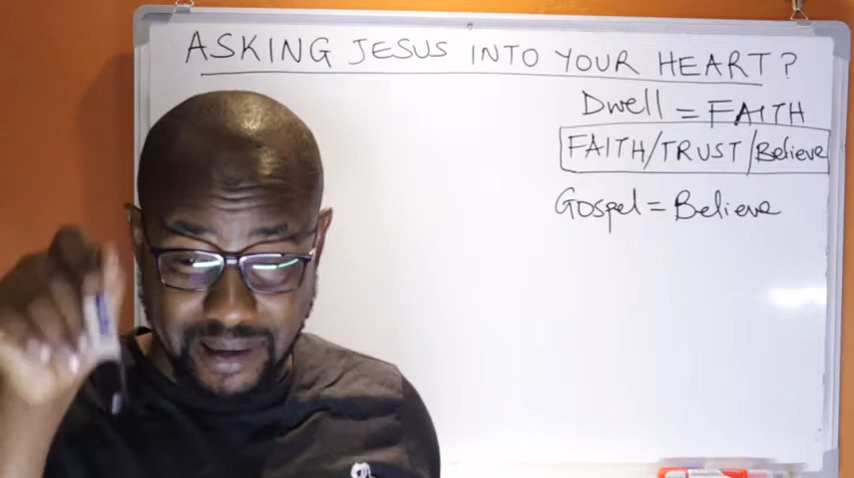 ASKING JESUS INTO YOUR HEART?
Dwell = FAITH
FAITH/TRUST/Believe
Gospel = Believe